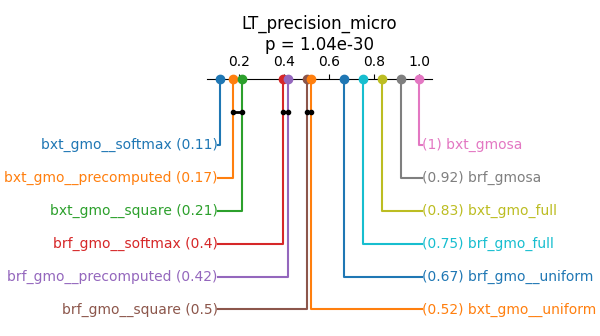 LT_precision_micro
p = 1.04e-30
0.2 0.4 0.6 0.8 1.0
bxt_gmo__softmax (0.11)
(1) bxt_gmosa
bxt_gmo__precomputed (0.17)
(0.92) brf_gmosa
bxt_gmo__square (0.21)
(0.83) bxt_gmo_full
brf_gmo__softmax (0.4)
(0.75) brf_gmo_full
brf_gmo__precomputed (0.42)
(0.67) brf_gmo__uniform
brf_gmo__square (0.5)
(0.52) bxt_gmo__uniform